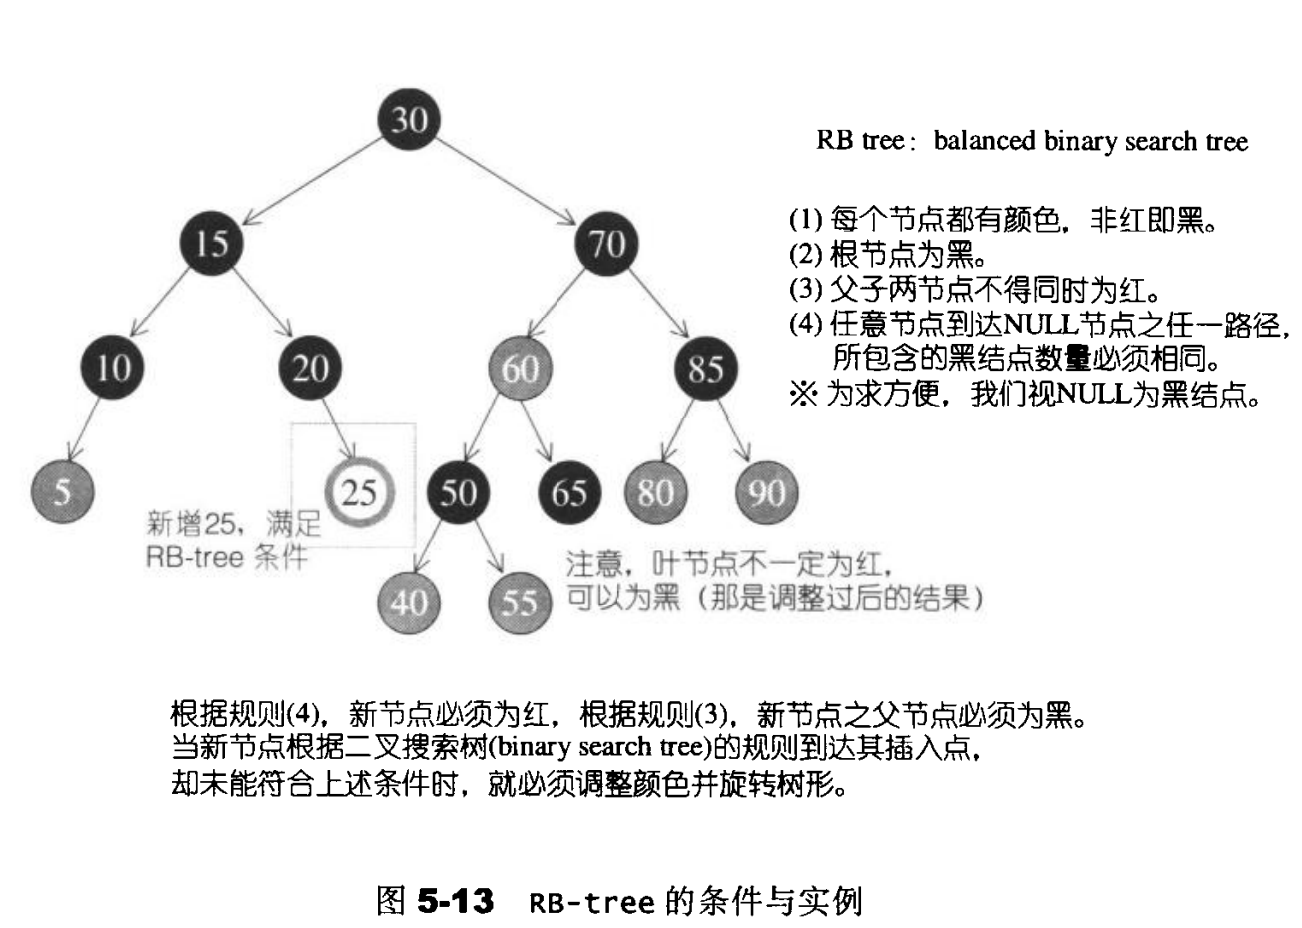 30
RB tree：balanced binary search tree
15
70
(1) 每个节点都有颜色，非红即黑。
(2) 根节点为黑。
(3) 父子两节点不得同时为红。
(4) 任意节点到达NULL节点之任一路径，
所包含的黑结点数量必须相同。
※ 为求方便，我们视NULL为黑结点。
10
20
60
85
5
25
50
65
80
90
新增25，满足
RB-tree 条件
40
55
注意，叶节点不一定为红，
可以为黑（那是调整过后的结果）
根据规则(4)，新节点必须为红，根据规则(3)，新节点之父节点必须为黑。
当新节点根据二叉搜索树(binary search tree)的规则到达其插入点，
却未能符合上述条件时，就必须调整颜色并旋转树形。
图 5-13 RB-tree 的条件与实例